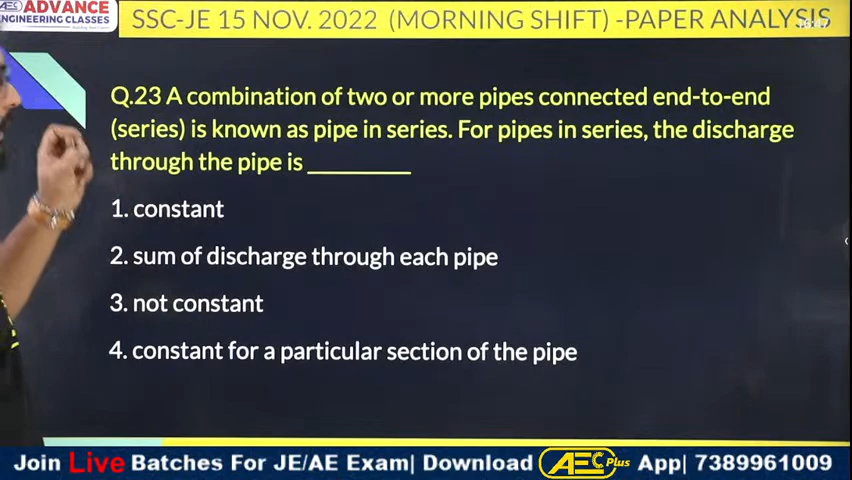 AEC ADVANCE
ENGINEERING CLASSES
SSC-JE 15 NOV. 2022 (MORNING SHIFT) -PAPER ANALYSIS
Q.23 A combination of two or more pipes connected end-to-end
(series) is known as pipe in series. For pipes in series, the discharge
through the pipe is ________
1. constant
2. sum of discharge through each pipe
3. not constant
4. constant for a particular section of the pipe
Join Live Batches For JE/AE Exam| Download AEC Plus App| 7389961009